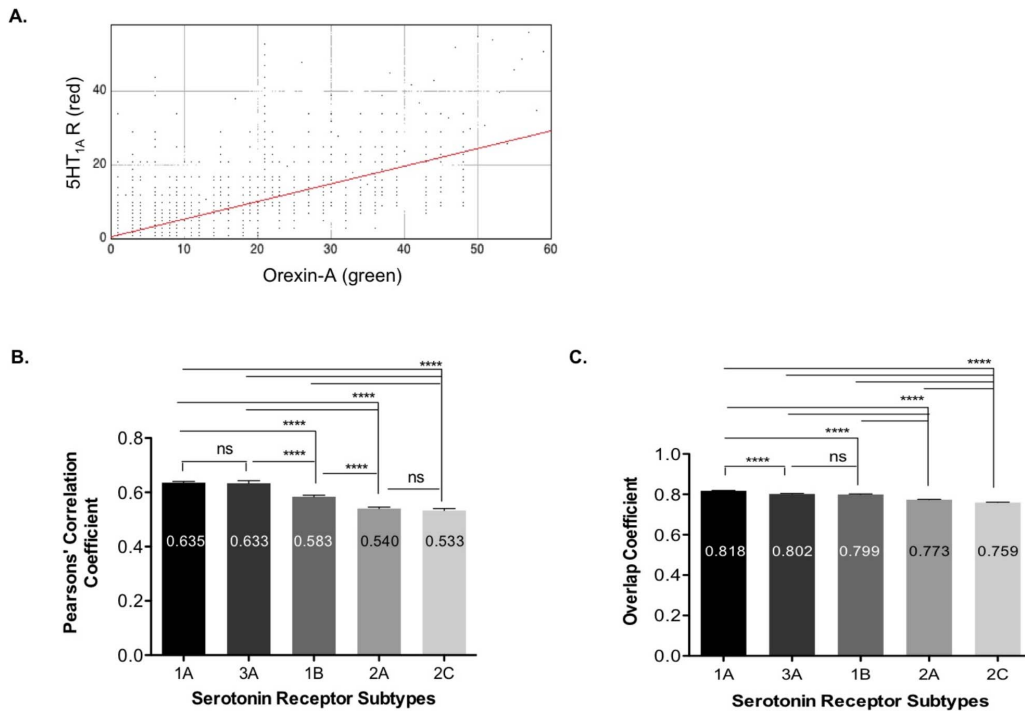 A.
5HT1A R (red)
40
20
0
0 10 20 30 40 50 60
Orexin-A (green)
B.
****
****
****
ns **** **** ns
Pearsons' Correlation
Coefficient
0.8
0.6
0.4
0.2
0.0
0.635 0.633 0.583 0.540 0.533
1A 3A 1B 2A 2C
Serotonin Receptor Subtypes
C.
****
****
****
**** ns
Overlap Coefficient
1.0
0.8
0.6
0.4
0.2
0.0
0.818 0.802 0.799 0.773 0.759
1A 3A 1B 2A 2C
Serotonin Receptor Subtypes